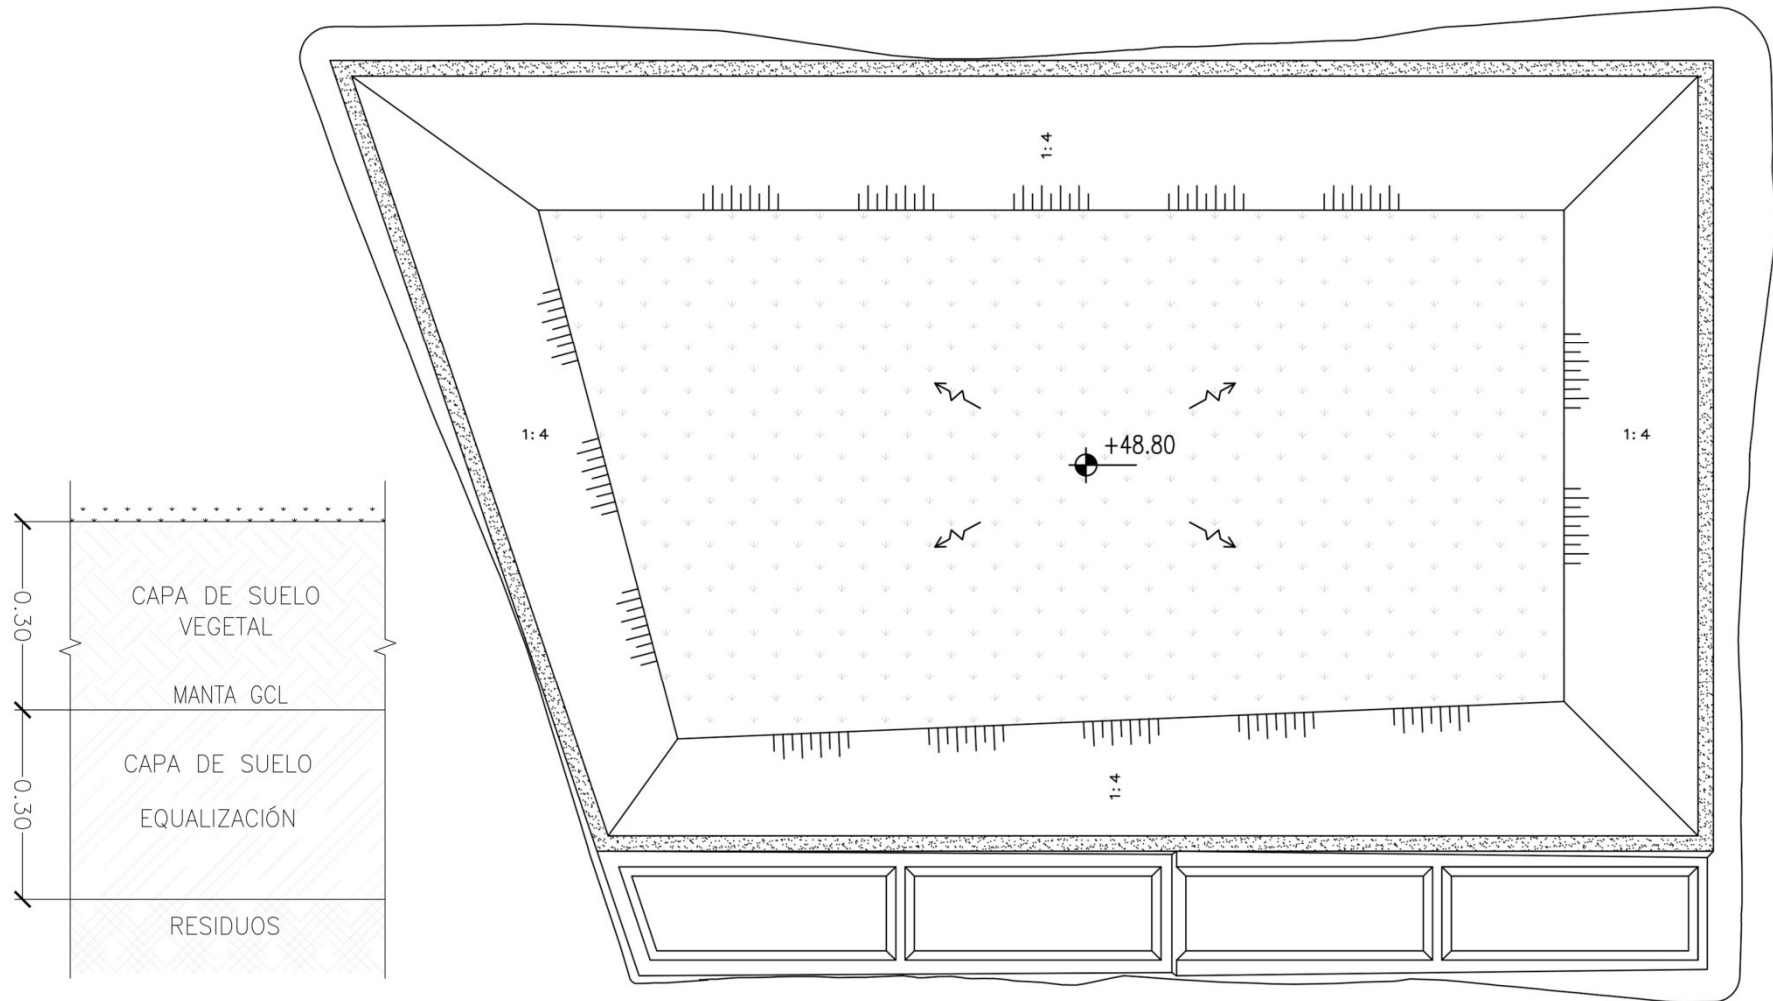 1:4
1:4
+48.80
1:4
1:4
0.30
CAPA DE SUELO
VEGETAL
MANTA GCL
0.30
CAPA DE SUELO
EQUALIZACIÓN
RESIDUOS